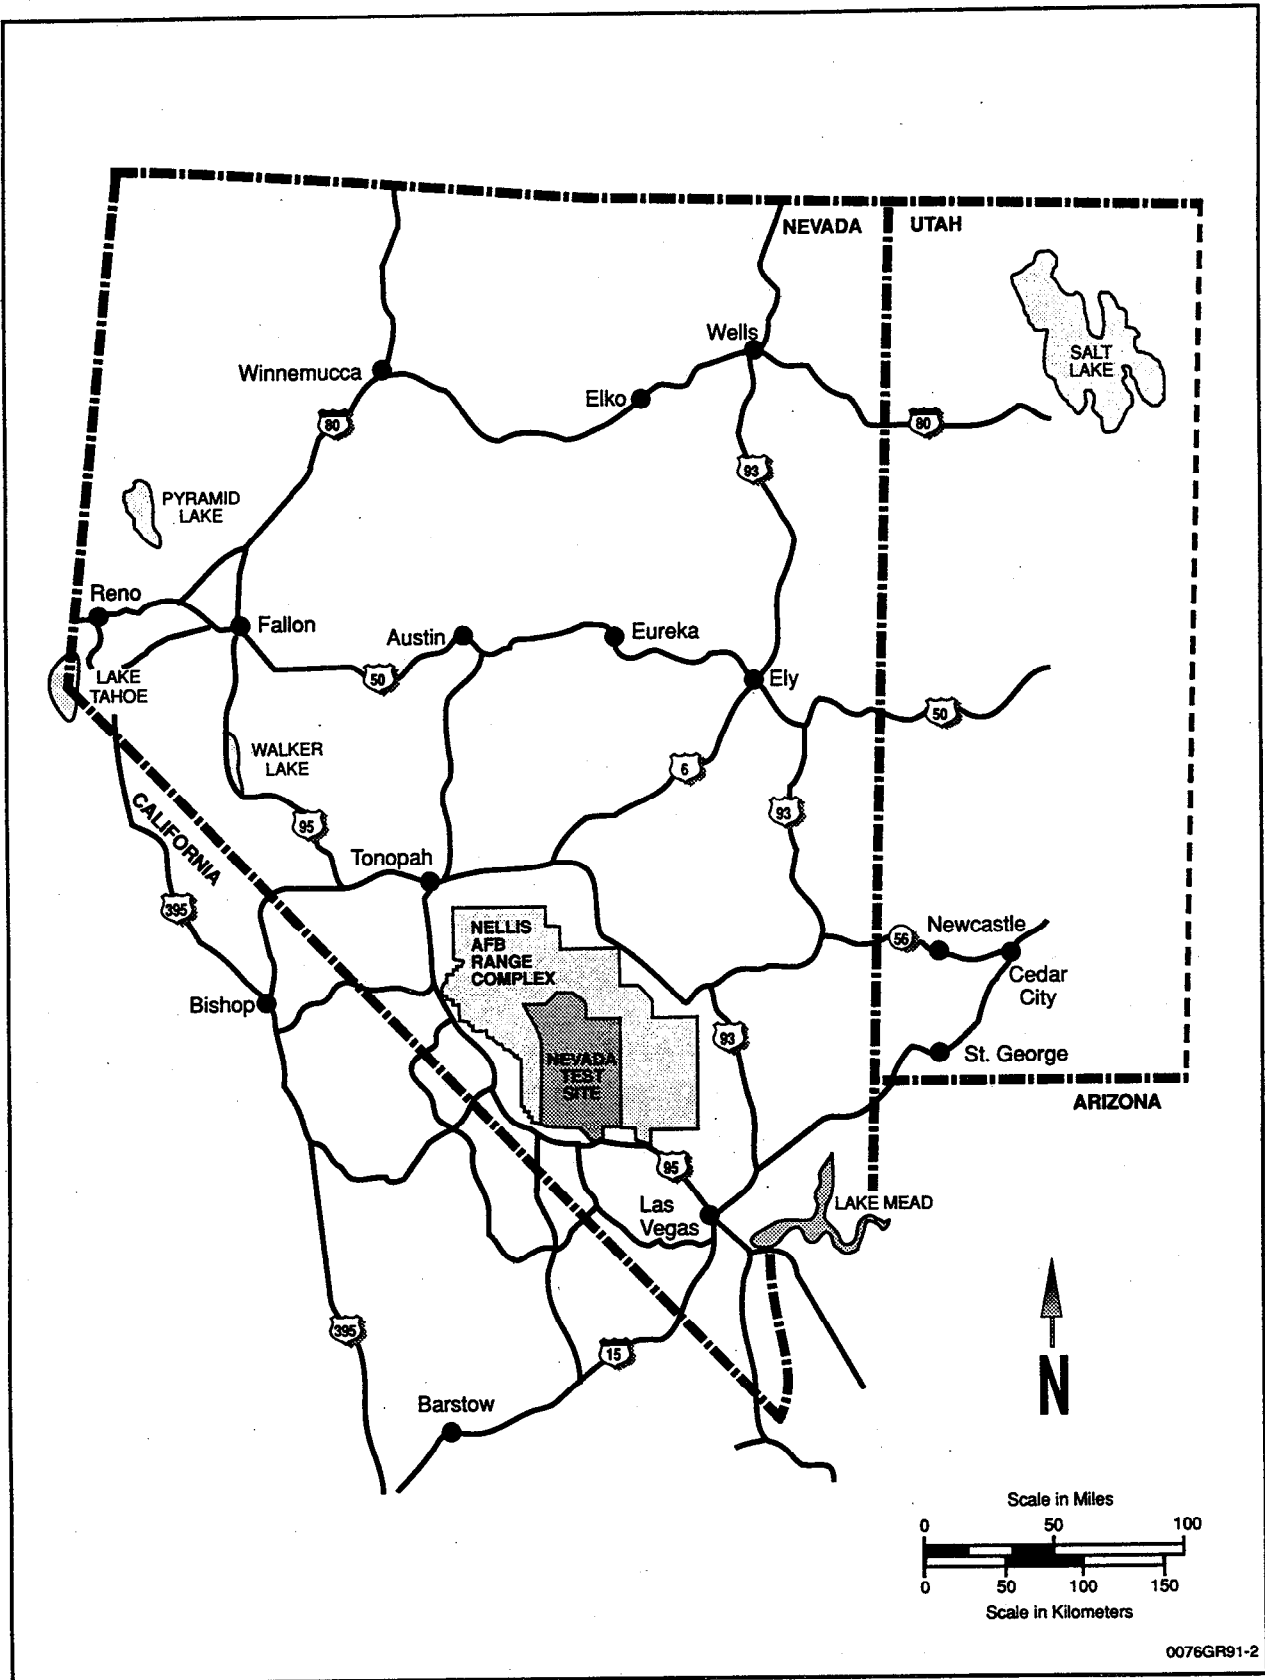 NEVADA
UTAH
SALT
LAKE
Wells
Winnemucca
Elko
80
80
93
PYRAMID
LAKE
Reno
Fallon
Austin
Eureka
LAKE
TAHOE
50
Ely
50
WALKER
LAKE
6
95
93
CALIFORNIA
Tonopah
395
NELLIS
AFB
RANGE
COMPLEX
56
Newcastle
Cedar
City
Bishop
93
NEVADA
TEST
SITE
St. George
ARIZONA
95
Las
Vegas
LAKE MEAD
395
15
Barstow
N
Scale in Miles
0 50 100
0 50 100 150
Scale in Kilometers
0076GR91-2